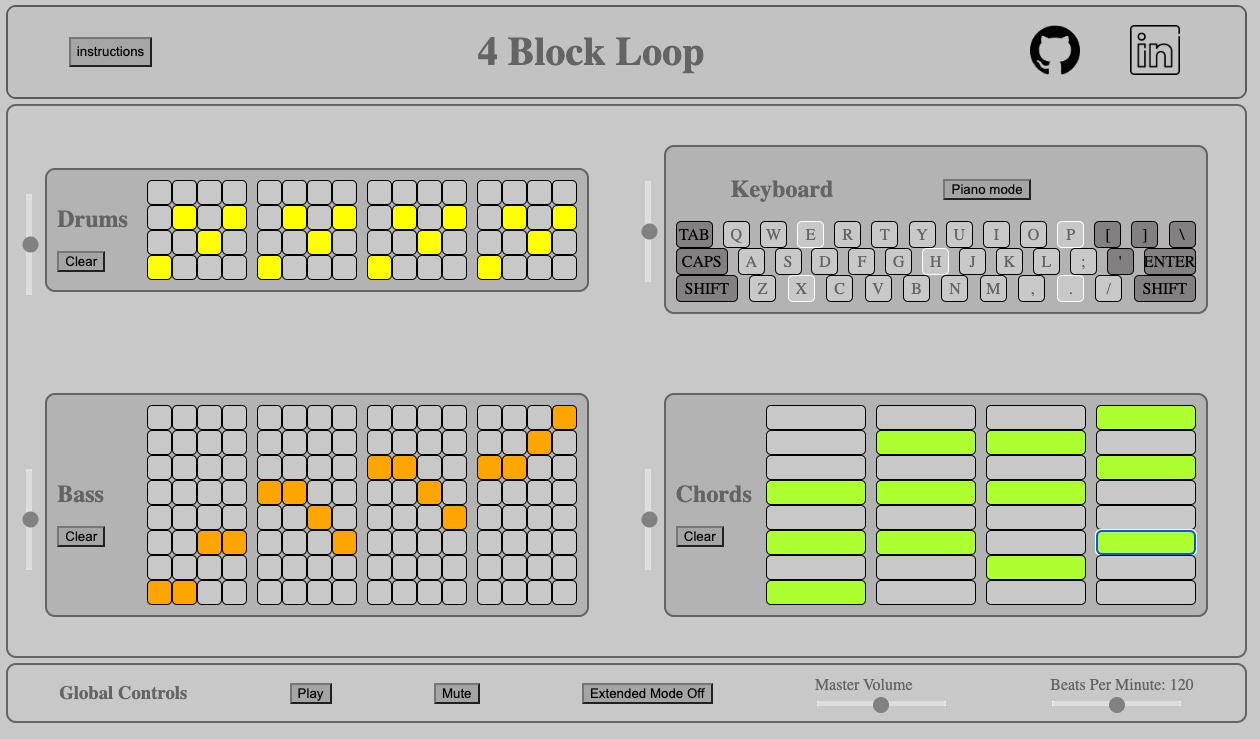 instructions
4 Block Loop
in
Drums
Clear
Keyboard
Piano mode
TAB Q W E R T Y U I O P [ ] \
CAPS A S D F G H J K L ; ' ENTER
SHIFT Z X C V B N M , . / SHIFT
Bass
Clear
Chords
Clear
Global Controls
Play
Mute
Extended Mode Off
Master Volume
Beats Per Minute: 120